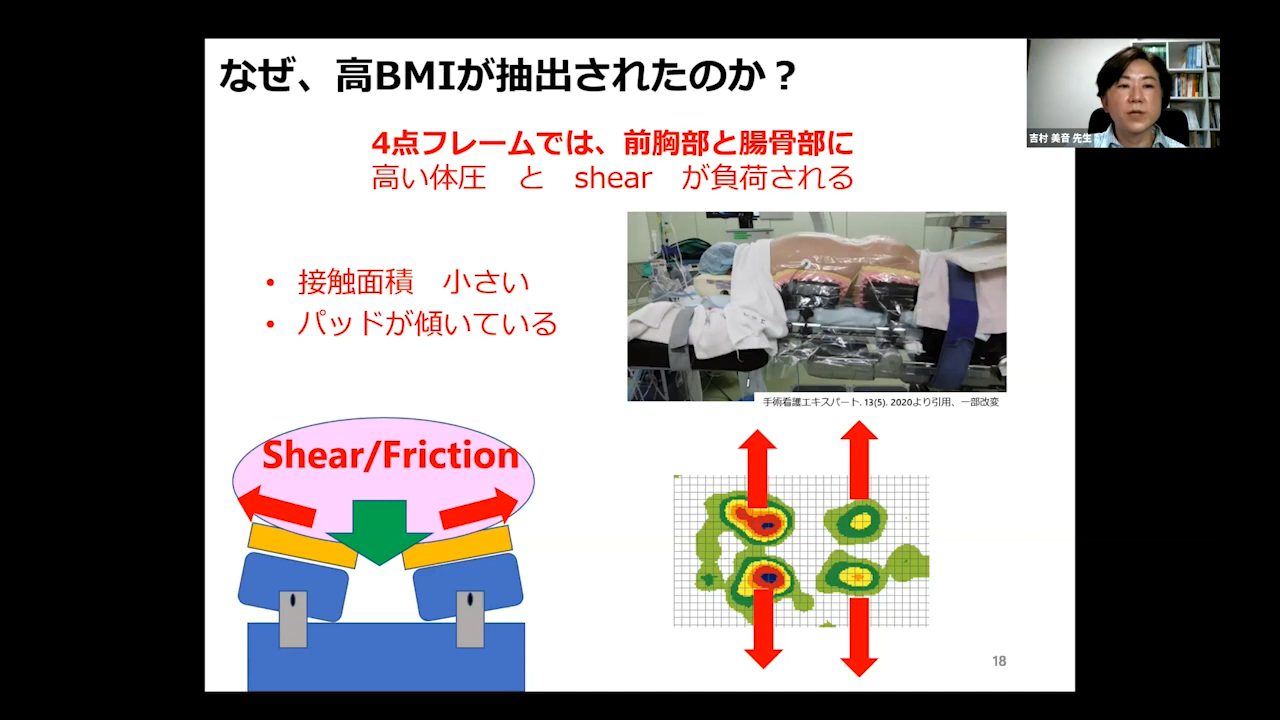 なぜ、高BMIが抽出されたのか？
吉村 美音 先生
4点フレームでは、前胸部と腸骨部に
高い体圧　と　shear　が負荷される
• 接触面積　小さい
• パッドが傾いている
手術看護エキスパート. 13(5). 2020より引用、一部改変
Shear/Friction
18